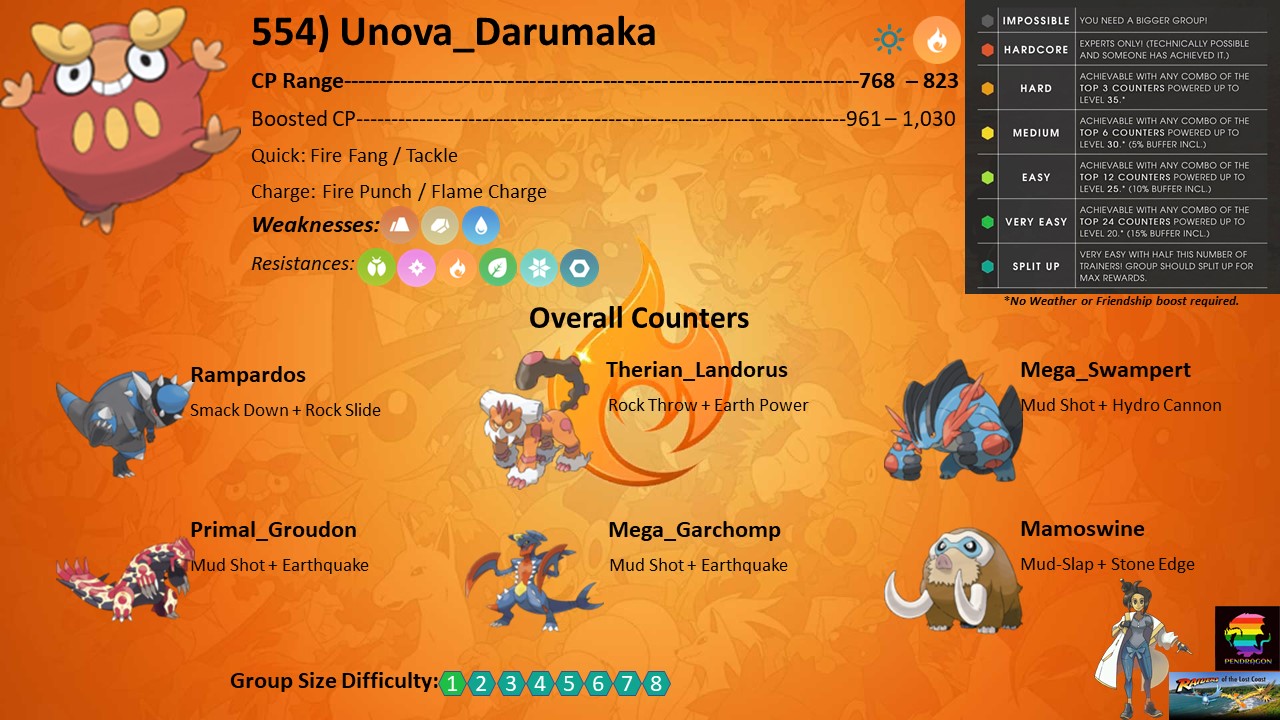 554) Unova_Darumaka
CP Range------------------------------------------------------------------------768 – 823
Boosted CP----------------------------------------------------------------------961 – 1,030
Quick: Fire Fang / Tackle
Charge: Fire Punch / Flame Charge
Weaknesses:
Resistances:
IMPOSSIBLE YOU NEED A BIGGER GROUP!
HARDCORE EXPERTS ONLY! (TECHNICALLY POSSIBLE
AND SOMEONE HAS ACHIEVED IT.)
HARD ACHIEVABLE WITH ANY COMBO OF THE
TOP 3 COUNTERS POWERED UP TO
LEVEL 35.*
MEDIUM ACHIEVABLE WITH ANY COMBO OF THE
TOP 6 COUNTERS POWERED UP TO
LEVEL 30.* (5% BUFFER INCL.)
EASY ACHIEVABLE WITH ANY COMBO OF THE
TOP 12 COUNTERS POWERED UP TO
LEVEL 25.* (10% BUFFER INCL.)
VERY EASY ACHIEVABLE WITH ANY COMBO OF THE
TOP 24 COUNTERS POWERED UP TO
LEVEL 20.* (15% BUFFER INCL.)
SPLIT UP VERY EASY WITH HALF THIS NUMBER OF
TRAINERS! GROUP SHOULD SPLIT UP FOR
MAX REWARDS.
*No Weather or Friendship boost required.
Overall Counters
Rampardos
Smack Down + Rock Slide
Therian_Landorus
Rock Throw + Earth Power
Mega_Swampert
Mud Shot + Hydro Cannon
Primal_Groudon
Mud Shot + Earthquake
Mega_Garchomp
Mud Shot + Earthquake
Mamoswine
Mud-Slap + Stone Edge
Group Size Difficulty: 1 2 3 4 5 6 7 8
PENDRAGON
RAIDERS of the Lost Coast